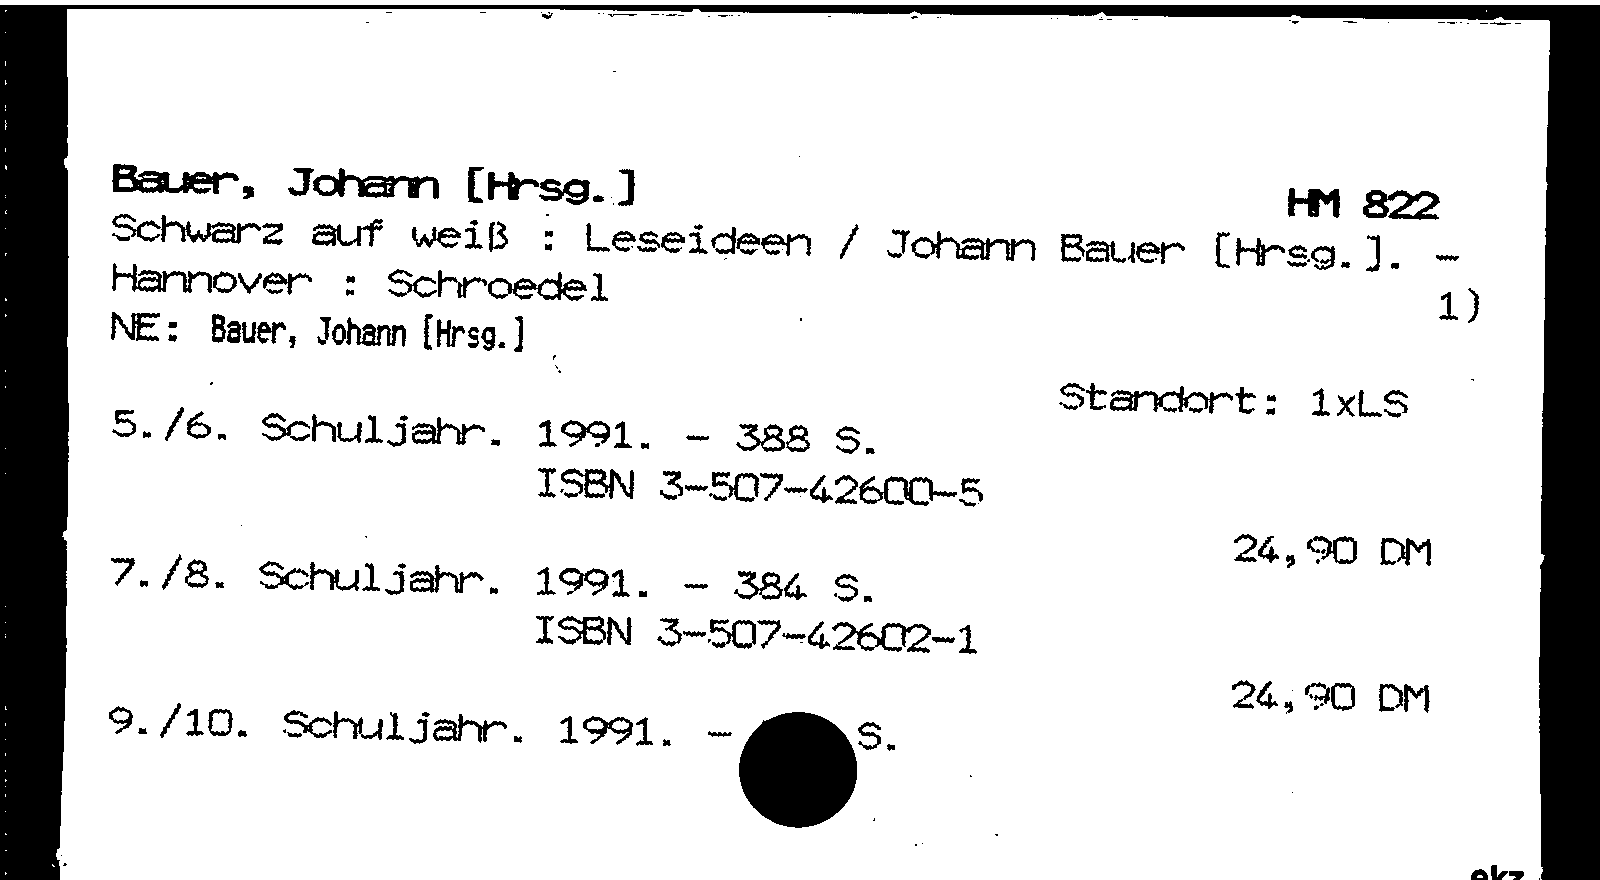 Bauer, Johann [Hrsg.]
HM 822
Schwarz auf weiß : Leseideen / Johann Bauer [Hrsg.]. -
Hannover : Schroedel
1)
NE: Bauer, Johann [Hrsg.]
Standort: 1xLS
5./6. Schuljahr. 1991. - 388 S.
ISBN 3-507-42600-5
24,90 DM
7./8. Schuljahr. 1991. - 384 S.
ISBN 3-507-42602-1
24,90 DM
9./10. Schuljahr. 1991. - S.
ekz